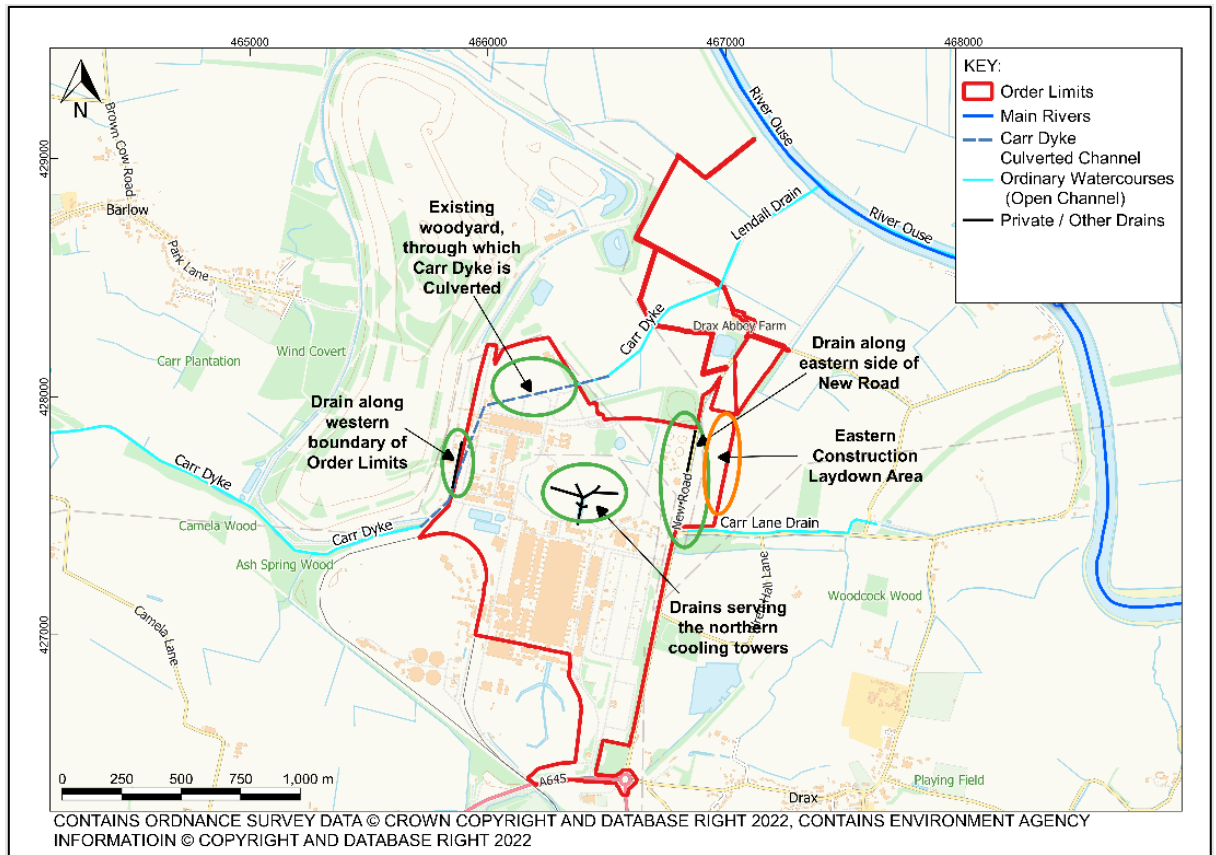 465000
466000
467000
468000
429000
428000
427000
N
KEY:
Order Limits
Main Rivers
Carr Dyke
Culverted Channel
Ordinary Watercourses
(Open Channel)
Private / Other Drains
River Ouse
River Ouse
Lendall Drain
Brown Cow Road
Barlow
Park Lane
Existing
woodyard,
through which
Carr Dyke is
Culverted
Carr Dyke
Drax Abbey Farm
Wind Covert
Carr Plantation
Drain along
western
boundary of
Order Limits
Drain along
eastern side of
New Road
Eastern
Construction
Laydown Area
New Road
Carr Dyke
Carr Dyke
Camela Wood
Ash Spring Wood
Carr Lane Drain
Hall Lane
Woodcock Wood
Drains serving
the northern
cooling towers
Camela Lane
A645
Drax
Playing Field
0 250 500 750 1,000 m
CONTAINS ORDNANCE SURVEY DATA © CROWN COPYRIGHT AND DATABASE RIGHT 2022, CONTAINS ENVIRONMENT AGENCY
INFORMATIOIN © COPYRIGHT AND DATABASE RIGHT 2022